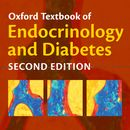 Oxford Textbook of
Endocrinology
and Diabetes
SECOND EDITION